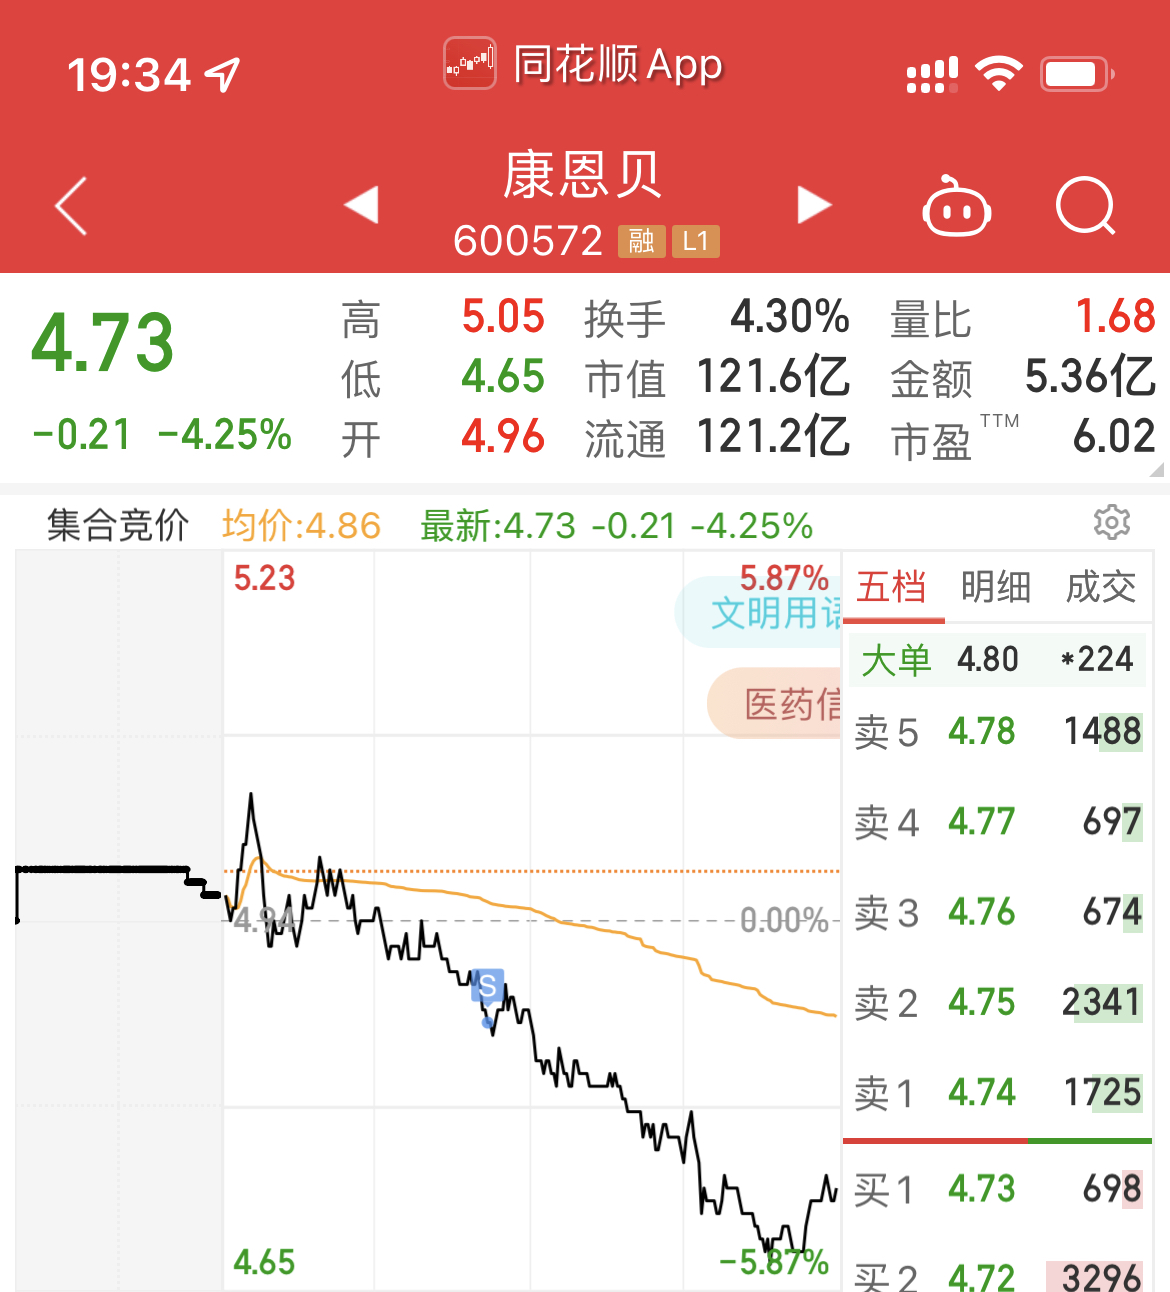 19:34
同花顺App
康恩贝
600572 融 L1
4.73
-0.21 -4.25%
高 5.05 换手 4.30% 量比 1.68
低 4.65 市值 121.6亿 金额 5.36亿
开 4.96 流通 121.2亿 市盈TTM 6.02
集合竞价 均价:4.86 最新:4.73 -0.21 -4.25%
5.23 5.87%
文明用语
医药信
4.94 0.00%
S
4.65 -5.87%
五档 明细 成交
大单 4.80 *224
卖5 4.78 1488
卖4 4.77 697
卖3 4.76 674
卖2 4.75 2341
卖1 4.74 1725
买1 4.73 698
买2 4.72 3296